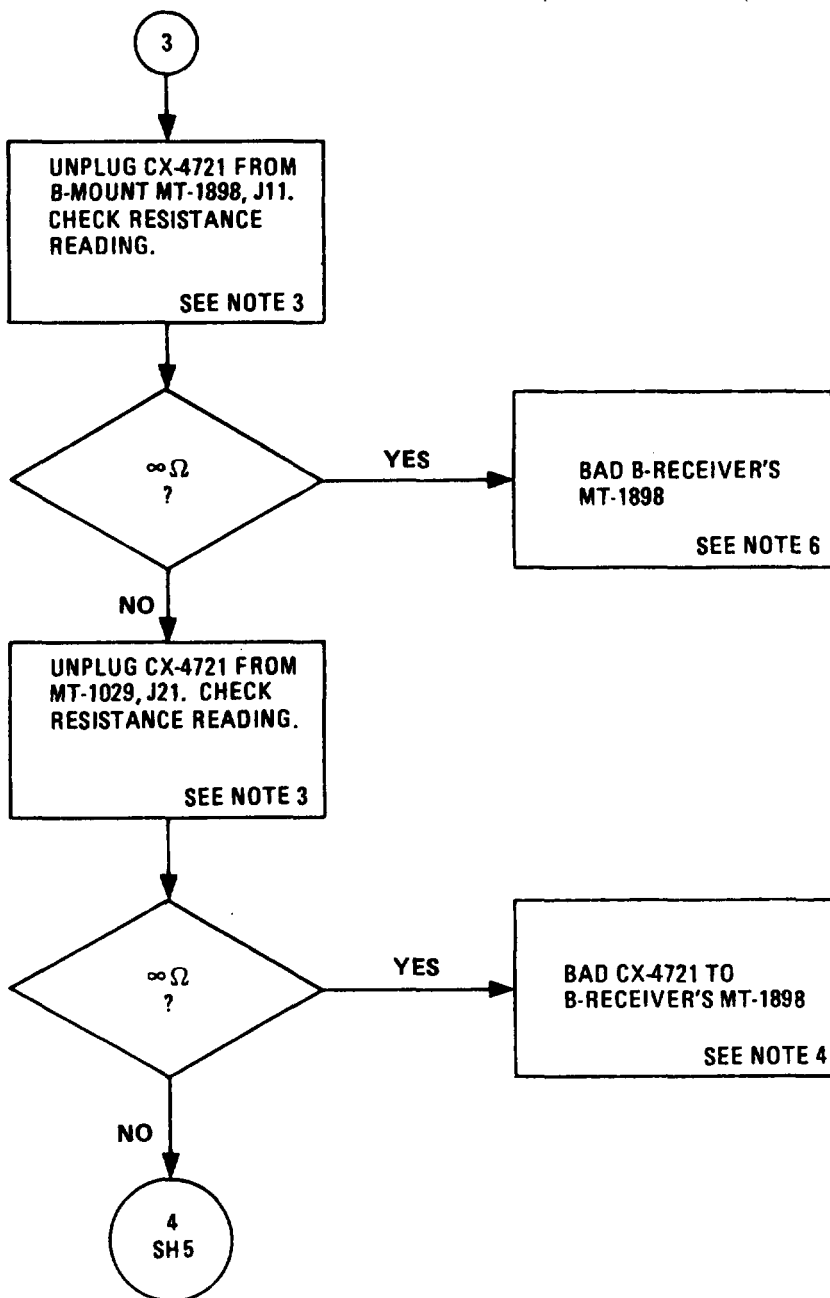 3
UNPLUG CX-4721 FROM
B-MOUNT MT-1898, J11.
CHECK RESISTANCE
READING.
SEE NOTE 3
∞Ω
?
YES
BAD B-RECEIVER'S
MT-1898
SEE NOTE 6
NO
UNPLUG CX-4721 FROM
MT-1029, J21. CHECK
RESISTANCE READING.
SEE NOTE 3
∞Ω
?
YES
BAD CX-4721 TO
B-RECEIVER'S MT-1898
SEE NOTE 4
NO
4
SH 5